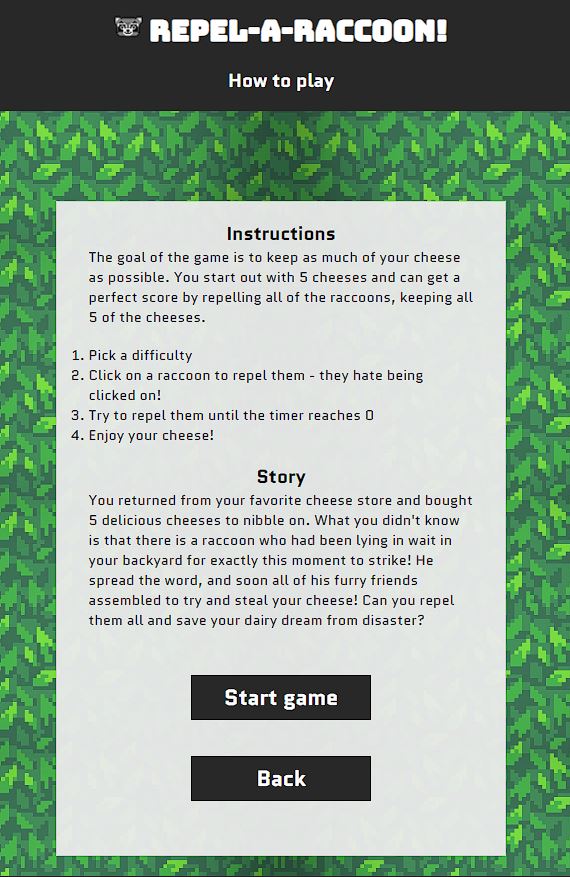 REPEL-A-RACCOON!
How to play
Instructions
The goal of the game is to keep as much of your cheese
as possible. You start out with 5 cheeses and can get a
perfect score by repelling all of the raccoons, keeping all
5 of the cheeses.
1. Pick a difficulty
2. Click on a raccoon to repel them - they hate being
clicked on!
3. Try to repel them until the timer reaches 0
4. Enjoy your cheese!
Story
You returned from your favorite cheese store and bought
5 delicious cheeses to nibble on. What you didn't know
is that there is a raccoon who had been lying in wait in
your backyard for exactly this moment to strike! He
spread the word, and soon all of his furry friends
assembled to try and steal your cheese! Can you repel
them all and save your dairy dream from disaster?
Start game
Back